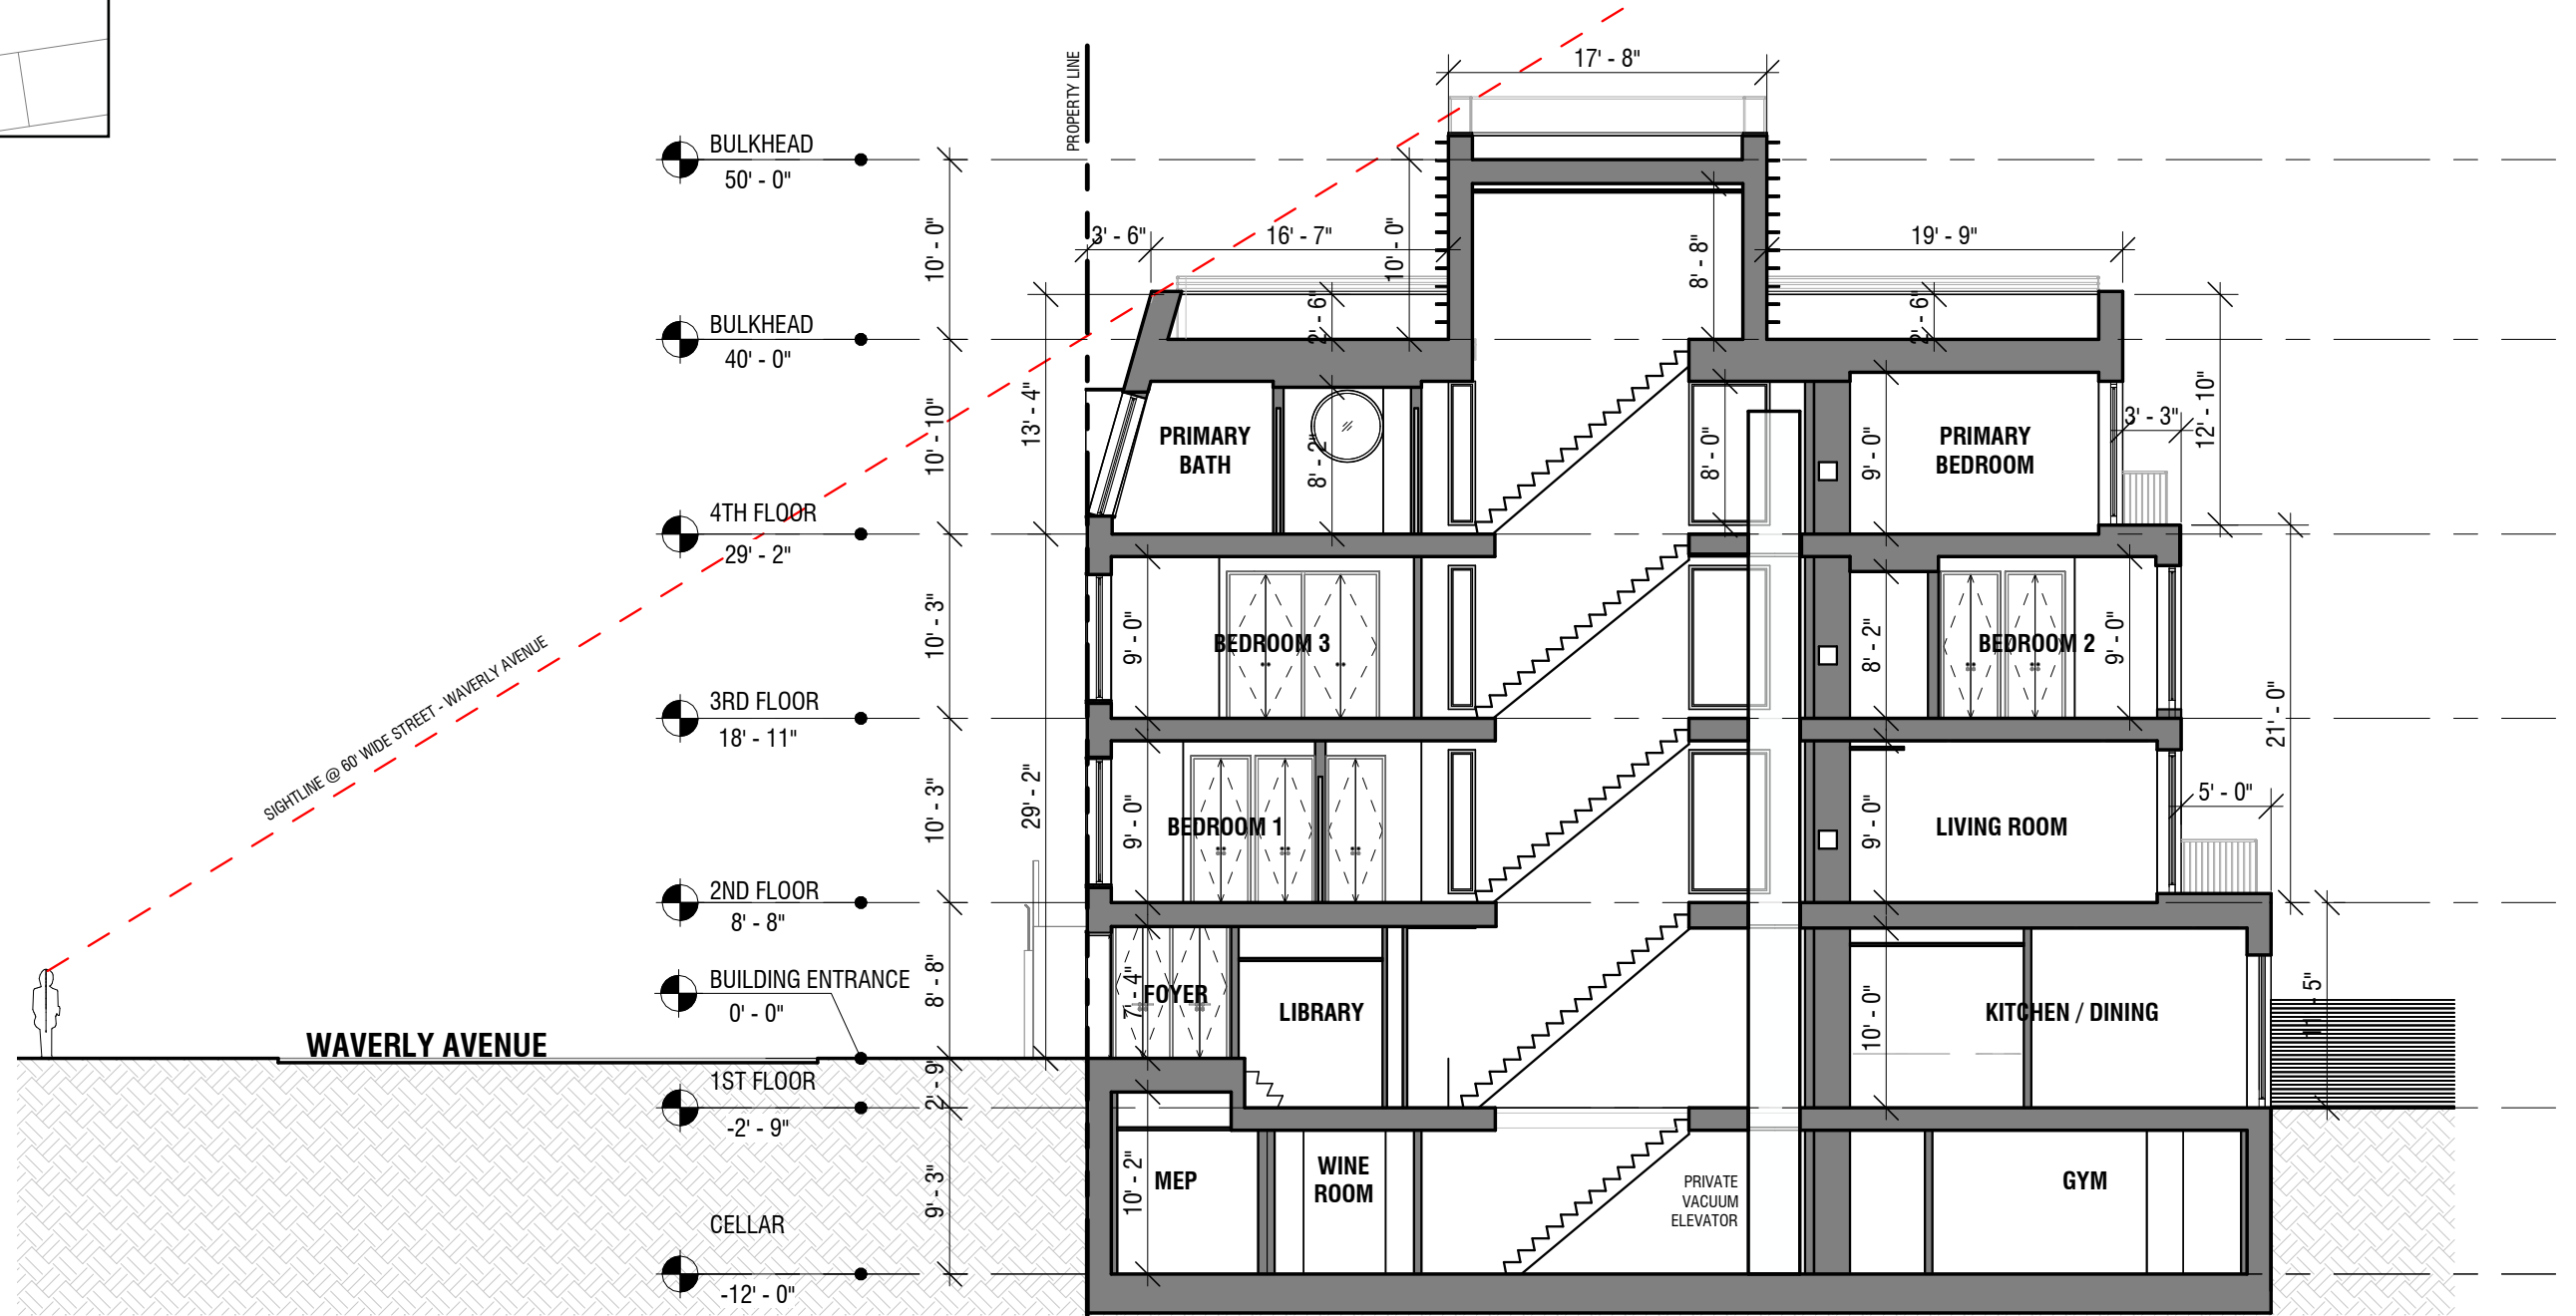 PROPERTY LINE
17' - 8"
BULKHEAD
50' - 0"
10' - 0"
3' - 6"
16' - 7"
10' - 0"
8' - 8"
19' - 9"
2' - 6"
2' - 6"
BULKHEAD
40' - 0"
13' - 4"
10' - 10"
PRIMARY
BATH
8' - 2"
8' - 0"
9' - 0"
PRIMARY
BEDROOM
3' - 3"
12' - 10"
4TH FLOOR
29' - 2"
10' - 3"
9' - 0"
BEDROOM 3
8' - 2"
BEDROOM 2
9' - 0"
21' - 0"
SIGHTLINE @ 60' WIDE STREET - WAVERLY AVENUE
3RD FLOOR
18' - 11"
10' - 3"
29' - 2"
9' - 0"
BEDROOM 1
9' - 0"
LIVING ROOM
5' - 0"
2ND FLOOR
8' - 8"
BUILDING ENTRANCE
0' - 0"
8' - 8"
7' - 4"
FOYER
LIBRARY
10' - 0"
KITCHEN / DINING
11' - 5"
WAVERLY AVENUE
1ST FLOOR
-2' - 9"
2' - 9"
9' - 3"
10' - 2"
MEP
WINE
ROOM
PRIVATE
VACUUM
ELEVATOR
GYM
CELLAR
-12' - 0"